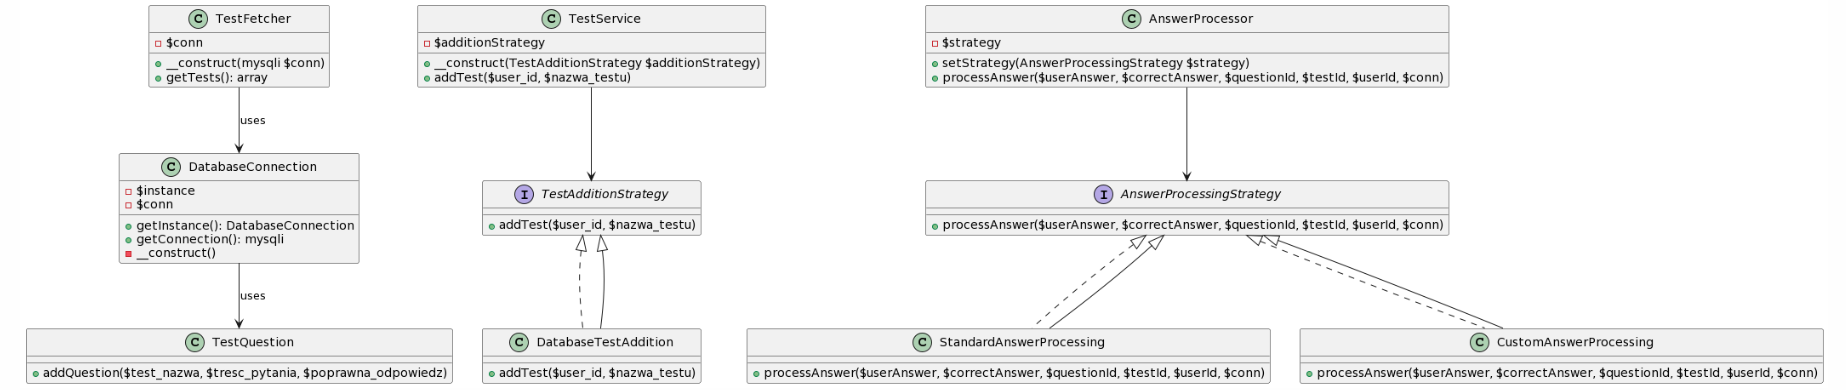 C TestFetcher
$conn
__construct(mysqli $conn)
getTests(): array
C TestService
$additionStrategy
__construct(TestAdditionStrategy $additionStrategy)
addTest($user_id, $nazwa_testu)
C AnswerProcessor
$strategy
setStrategy(AnswerProcessingStrategy $strategy)
processAnswer($userAnswer, $correctAnswer, $questionId, $testId, $userId, $conn)
uses
C DatabaseConnection
$instance
$conn
getInstance(): DatabaseConnection
getConnection(): mysqli
__construct()
I TestAdditionStrategy
addTest($user_id, $nazwa_testu)
I AnswerProcessingStrategy
processAnswer($userAnswer, $correctAnswer, $questionId, $testId, $userId, $conn)
uses
C TestQuestion
addQuestion($test_nazwa, $tresc_pytania, $poprawna_odpowiedz)
C DatabaseTestAddition
addTest($user_id, $nazwa_testu)
C StandardAnswerProcessing
processAnswer($userAnswer, $correctAnswer, $questionId, $testId, $userId, $conn)
C CustomAnswerProcessing
processAnswer($userAnswer, $correctAnswer, $questionId, $testId, $userId, $conn)